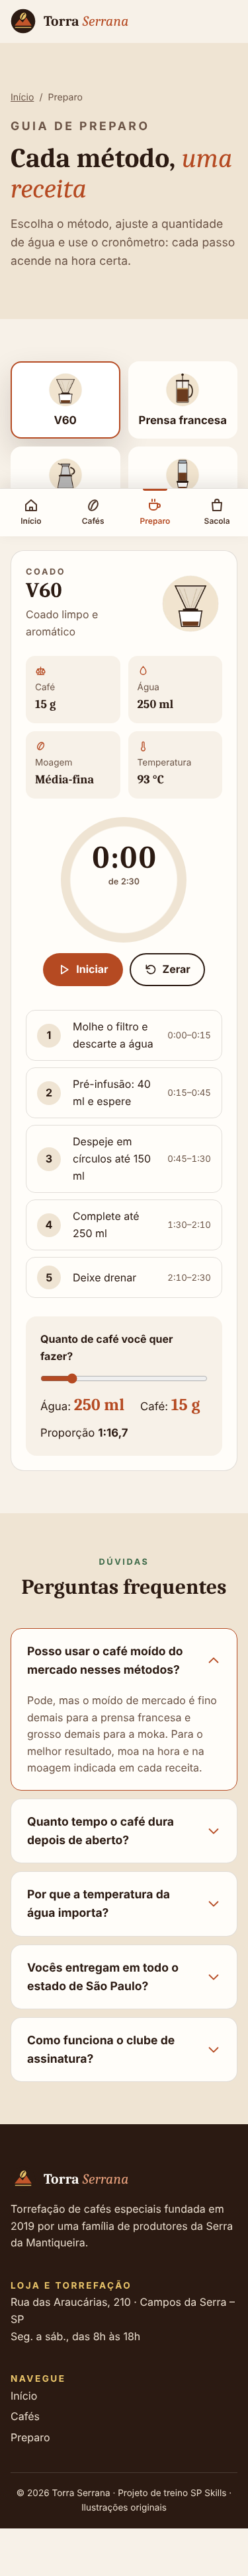 Torra Serrana
Início / Preparo
GUIA DE PREPARO
Cada método, uma
receita
Escolha o método, ajuste a quantidade
de água e use o cronômetro: cada passo
acende na hora certa.
V60
Prensa francesa
Início
Cafés
Preparo
Sacola
COADO
V60
Coado limpo e
aromático
Café
15 g
Água
250 ml
Moagem
Média-fina
Temperatura
93 °C
0:00
de 2:30
Iniciar
Zerar
1
Molhe o filtro e
descarte a água
0:00–0:15
2
Pré-infusão: 40
ml e espere
0:15–0:45
3
Despeje em
círculos até 150
ml
0:45–1:30
4
Complete até
250 ml
1:30–2:10
5
Deixe drenar
2:10–2:30
Quanto de café você quer
fazer?
Água: 250 ml Café: 15 g
Proporção 1:16,7
DÚVIDAS
Perguntas frequentes
Posso usar o café moído do
mercado nesses métodos?
Pode, mas o moído de mercado é fino
demais para a prensa francesa e
grosso demais para a moka. Para o
melhor resultado, moa na hora e na
moagem indicada em cada receita.
Quanto tempo o café dura
depois de aberto?
Por que a temperatura da
água importa?
Vocês entregam em todo o
estado de São Paulo?
Como funciona o clube de
assinatura?
Torra Serrana
Torrefação de cafés especiais fundada em
2019 por uma família de produtores da Serra
da Mantiqueira.
LOJA E TORREFAÇÃO
Rua das Araucárias, 210 · Campos da Serra –
SP
Seg. a sáb., das 8h às 18h
NAVEGUE
Início
Cafés
Preparo
© 2026 Torra Serrana · Projeto de treino SP Skills ·
Ilustrações originais